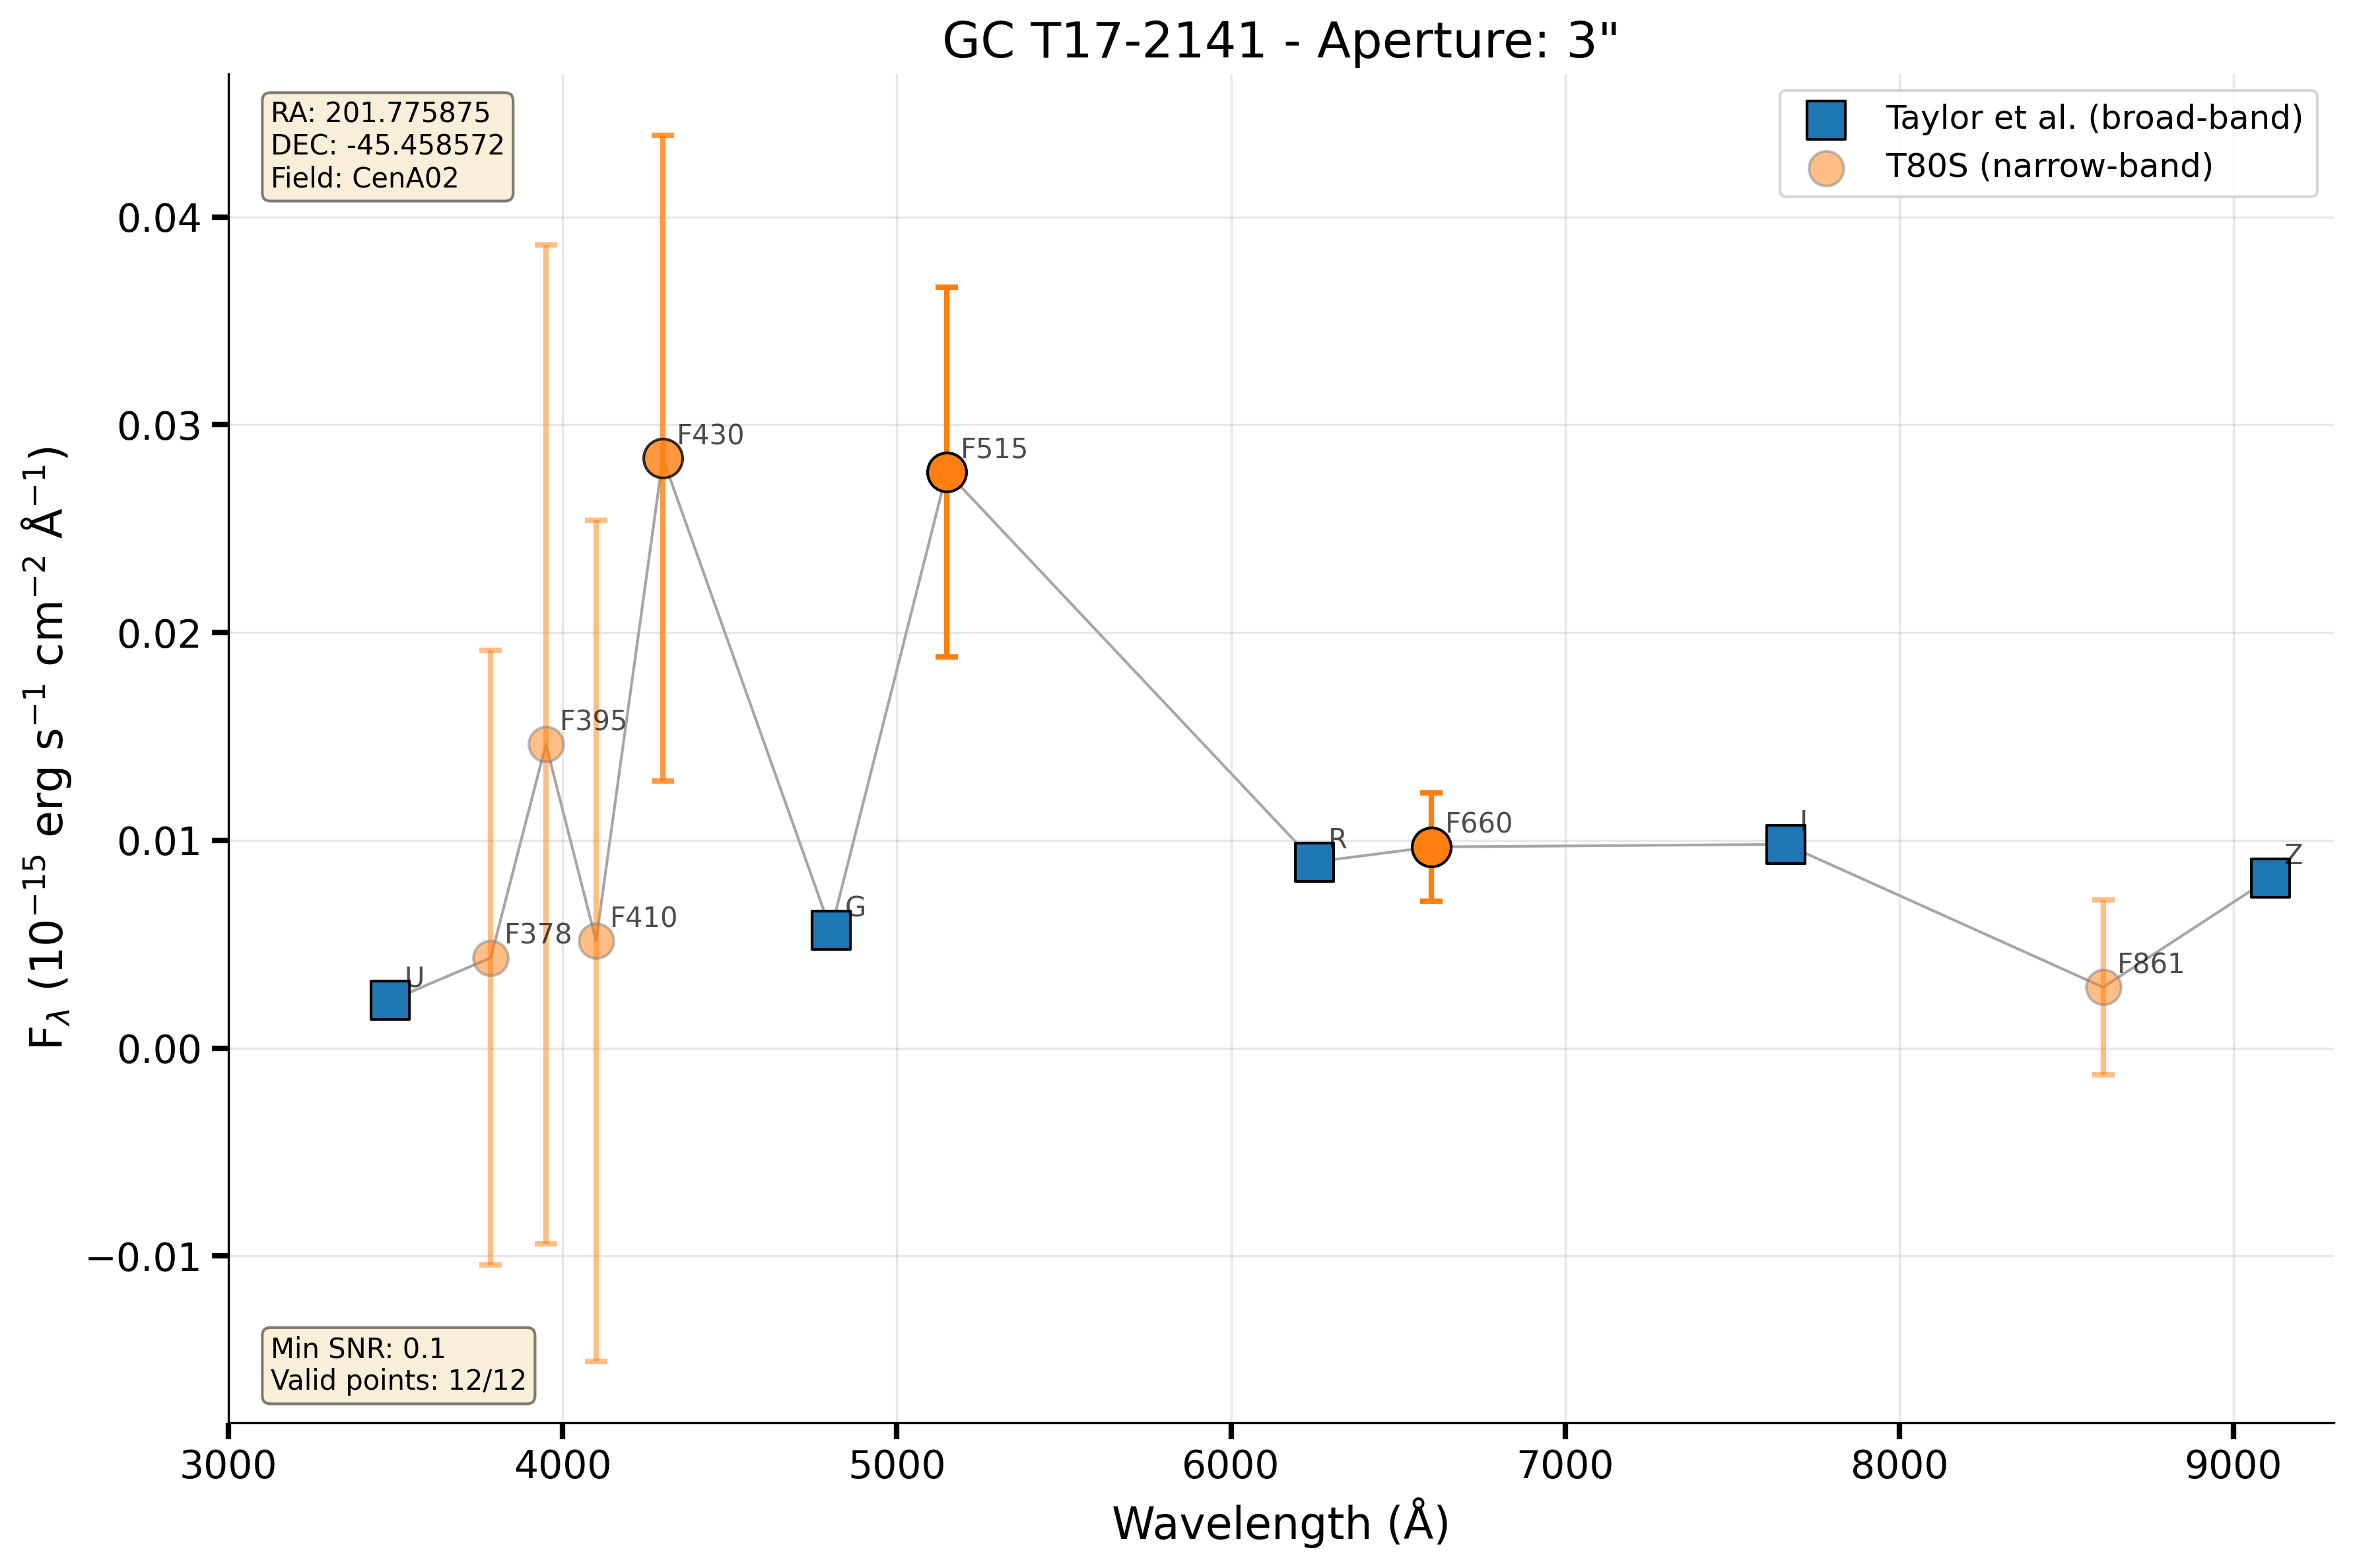 GC T17-2141 - Aperture: 3"
RA: 201.775875
DEC: -45.458572
Field: CenA02
Taylor et al. (broad-band)
T80S (narrow-band)
F$_{\lambda}$ (10$^{-15}$ erg s$^{-1}$ cm$^{-2}$ Å$^{-1}$)
0.04
0.03
0.02
0.01
0.00
−0.01
U
F378
F395
F410
F430
G
F515
R
F660
I
F861
Z
Min SNR: 0.1
Valid points: 12/12
3000 4000 5000 6000 7000 8000 9000
Wavelength (Å)